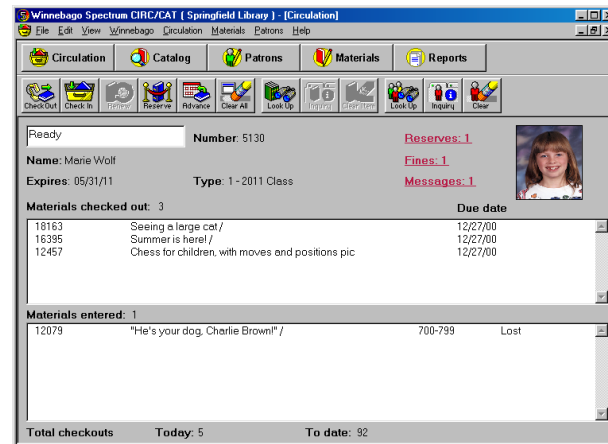 Winnebago Spectrum CIRC/CAT ( Springfield Library ) - [Circulation]
File Edit View Winnebago Circulation Materials Patrons Help
Circulation Catalog Patrons Materials Reports
CheckOut Check In Renew Reserve Advance Clear All Look Up Inquiry Clear Item Look Up Inquiry Clear
Ready Number: 5130 Reserves: 1
Name: Marie Wolf Fines: 1
Expires: 05/31/11 Type: 1 - 2011 Class Messages: 1
Materials checked out: 3 Due date
18163 Seeing a large cat / 12/27/00
16395 Summer is here! / 12/27/00
12457 Chess for children, with moves and positions pic 12/27/00
Materials entered: 1
12079 "He's your dog, Charlie Brown!" / 700-799 Lost
Total checkouts Today: 5 To date: 92